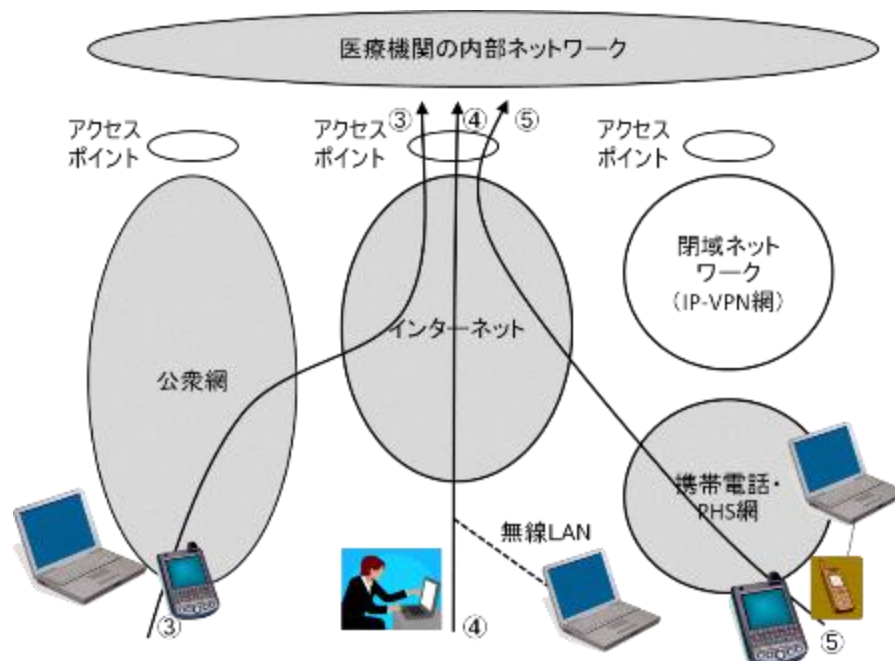 医療機関の内部ネットワーク
③
④
⑤
アクセス
ポイント
アクセス
ポイント
アクセス
ポイント
閉域ネット
ワーク
（IP-VPN網）
インターネット
公衆網
携帯電話・
PHS網
無線LAN
③
④
⑤